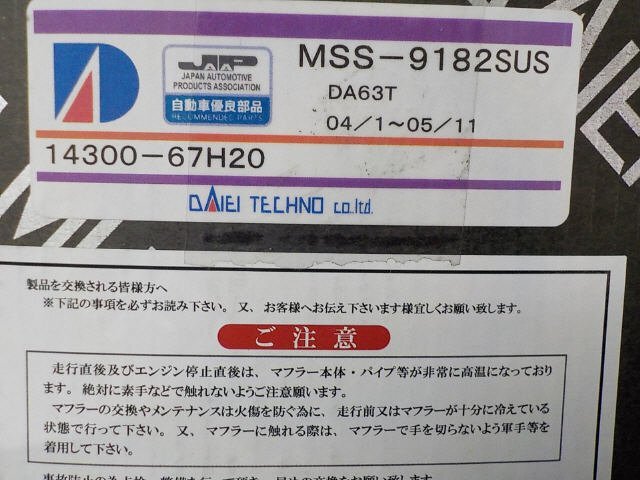 MSS-9182SUS
JAPAN AUTOMOTIVE
PRODUCTS ASSOCIATION
自動車優良部品
RECOMMENDED PARTS
DA63T
04/1~05/11
14300-67H20
DAIEI TECHNO co.,ltd.
製品を交換される皆様方へ
※下記の事項を必ずお読み下さい。又、お客様へお伝え下さいます様宜しくお願い致します。
ご注意
走行直後及びエンジン停止直後は、マフラー本体・パイプ等が非常に高温になっており
ます。絶対に素手などで触れないようご注意願います。
マフラーの交換やメンテナンスは火傷を防ぐ為に、走行前又はマフラーが十分に冷えている
状態で行って下さい。又、マフラーに触れる際は、マフラーで手を切らないよう軍手等を
着用して下さい。